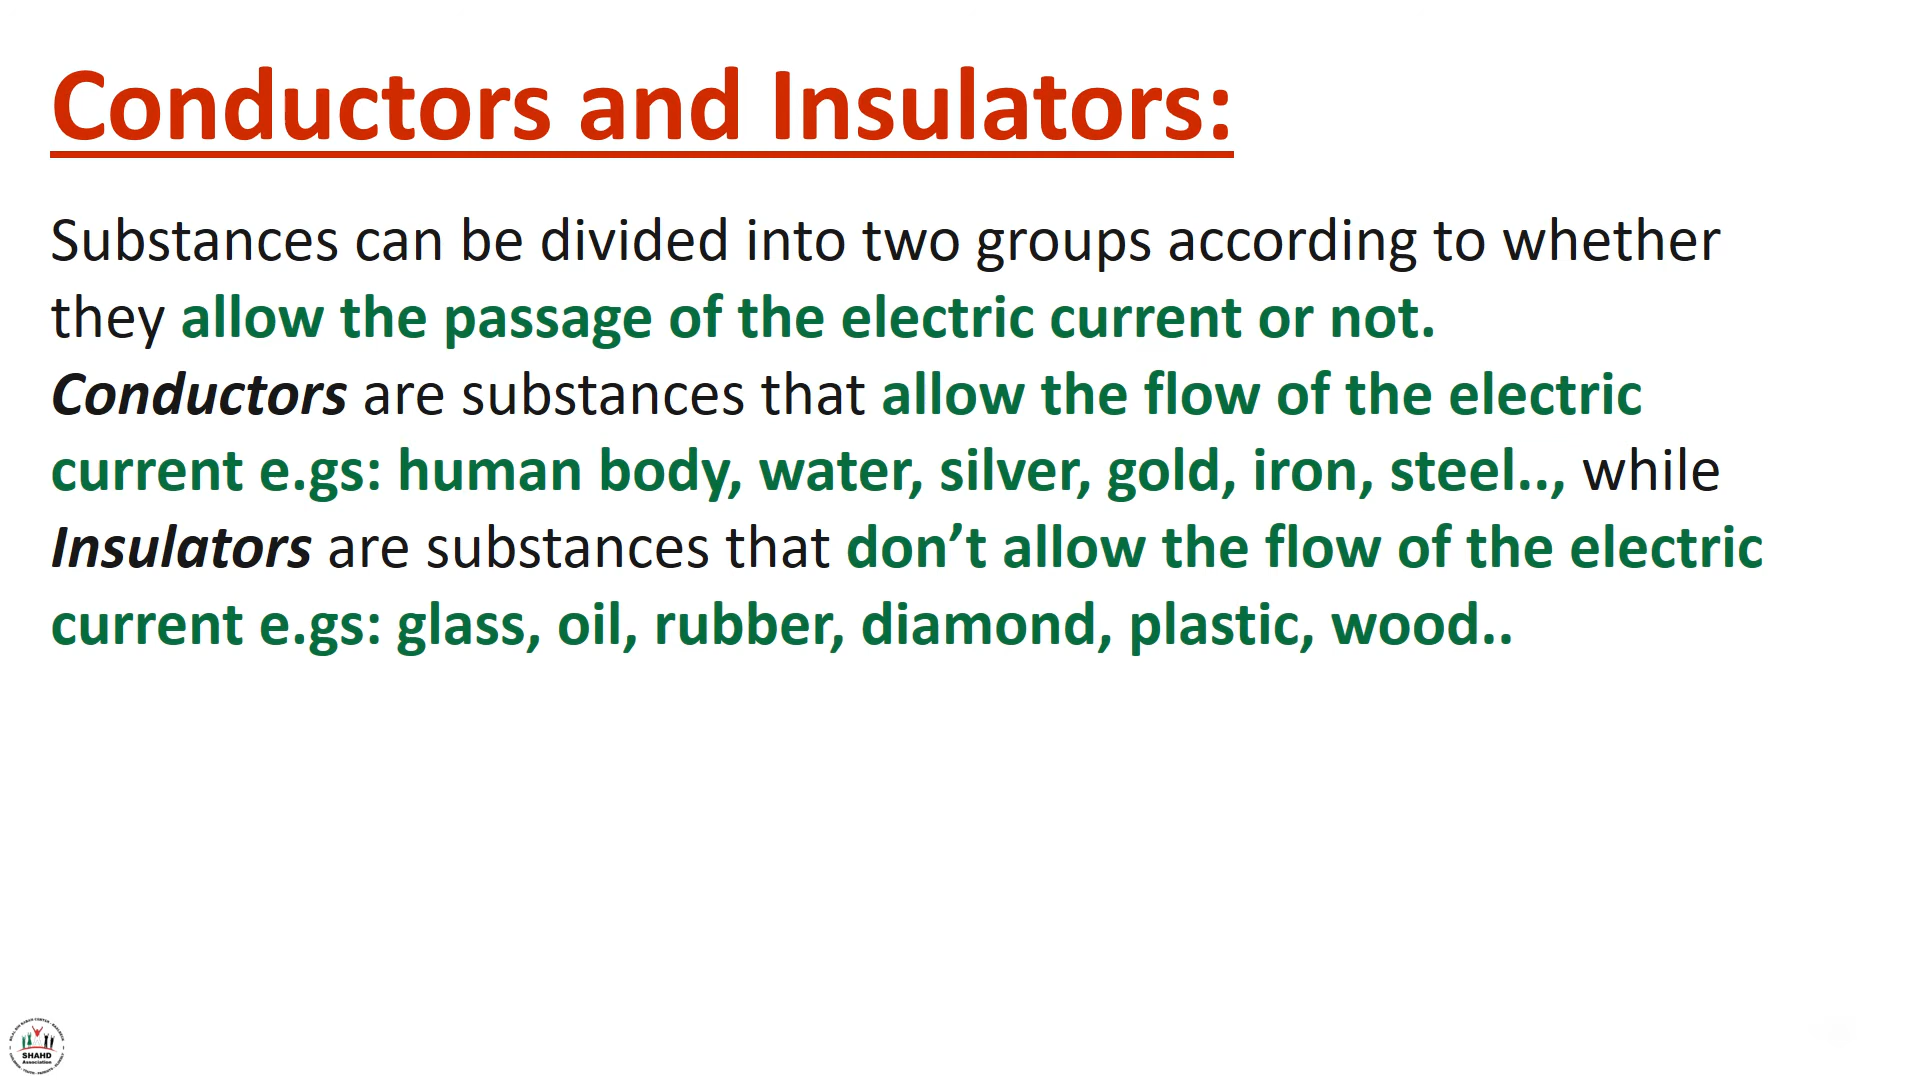 Conductors and Insulators:
Substances can be divided into two groups according to whether
they allow the passage of the electric current or not.
Conductors are substances that allow the flow of the electric
current e.gs: human body, water, silver, gold, iron, steel.., while
Insulators are substances that don’t allow the flow of the electric
current e.gs: glass, oil, rubber, diamond, plastic, wood..
SHAHD
Association